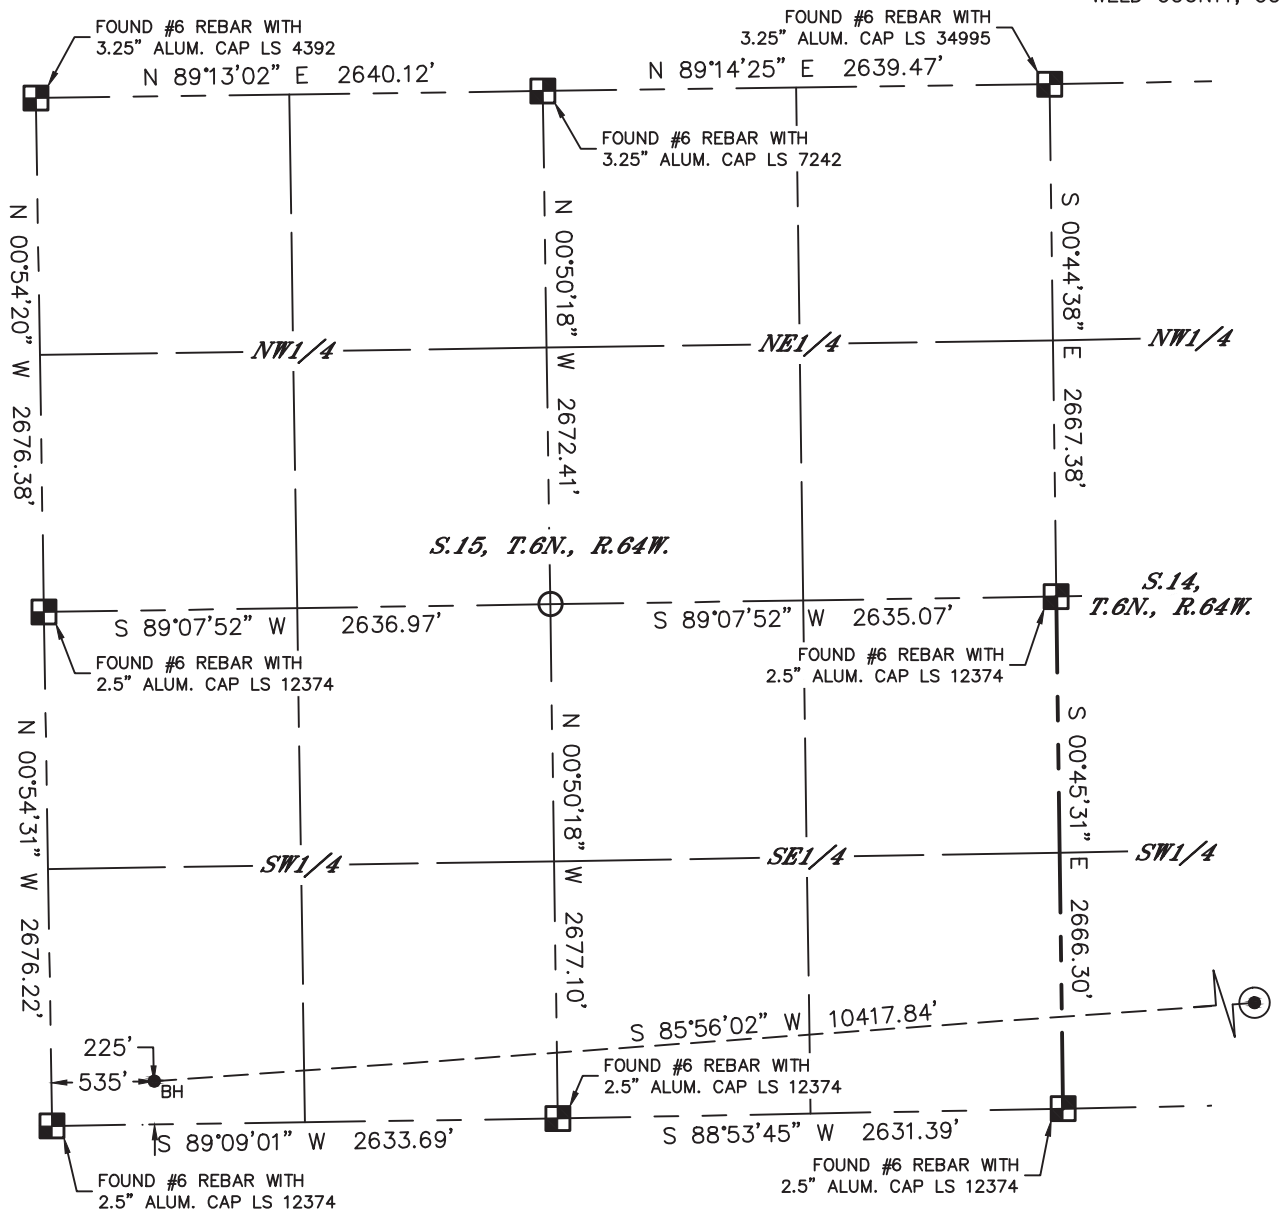 FOUND #6 REBAR WITH
3.25" ALUM. CAP LS 4392
N 89°13'02" E 2640.12'
FOUND #6 REBAR WITH
3.25" ALUM. CAP LS 34995
N 89°14'25" E 2639.47'
FOUND #6 REBAR WITH
3.25" ALUM. CAP LS 7242
N 00°54'20" W 2676.38'
N 00°50'18" W 2672.41'
S 00°44'38" E 2667.38'
NW1/4
NE1/4
NW1/4
S.15, T.6N., R.64W.
S.14,
T.6N., R.64W.
S 89°07'52" W 2636.97'
S 89°07'52" W 2635.07'
FOUND #6 REBAR WITH
2.5" ALUM. CAP LS 12374
FOUND #6 REBAR WITH
2.5" ALUM. CAP LS 12374
N 00°54'31" W 2676.22'
N 00°50'18" W 2677.10'
S 00°45'31" E 2666.30'
SW1/4
SE1/4
SW1/4
S 85°56'02" W 10417.84'
225'
535'
BH
FOUND #6 REBAR WITH
2.5" ALUM. CAP LS 12374
S 89°09'01" W 2633.69'
S 88°53'45" W 2631.39'
FOUND #6 REBAR WITH
2.5" ALUM. CAP LS 12374
FOUND #6 REBAR WITH
2.5" ALUM. CAP LS 12374